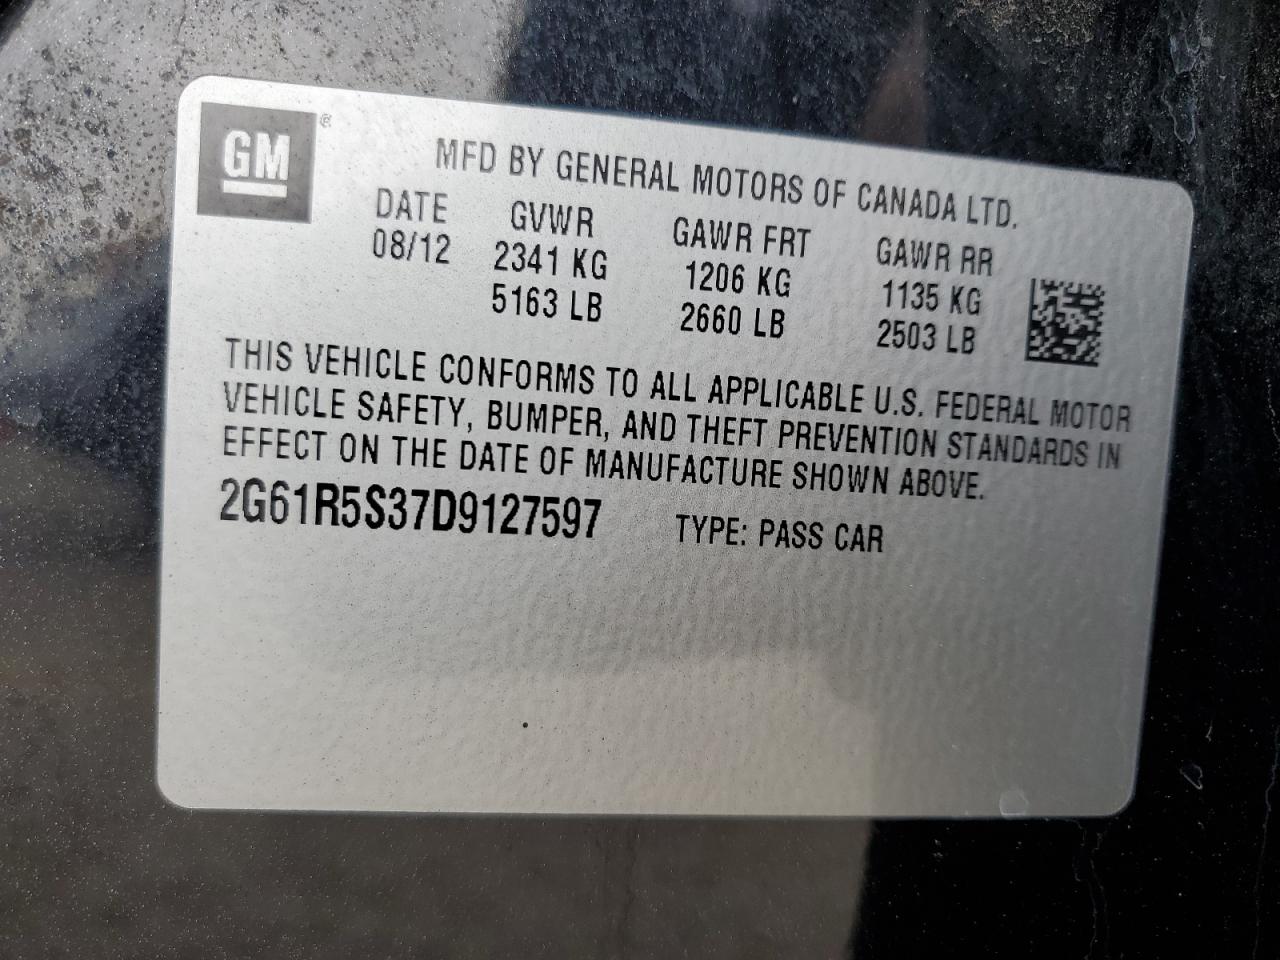 GM ®
MFD BY GENERAL MOTORS OF CANADA LTD.
DATE GVWR GAWR FRT GAWR RR
08/12 2341 KG 1206 KG 1135 KG
5163 LB 2660 LB 2503 LB
THIS VEHICLE CONFORMS TO ALL APPLICABLE U.S. FEDERAL MOTOR
VEHICLE SAFETY, BUMPER, AND THEFT PREVENTION STANDARDS IN
EFFECT ON THE DATE OF MANUFACTURE SHOWN ABOVE.
2G61R5S37D9127597 TYPE: PASS CAR